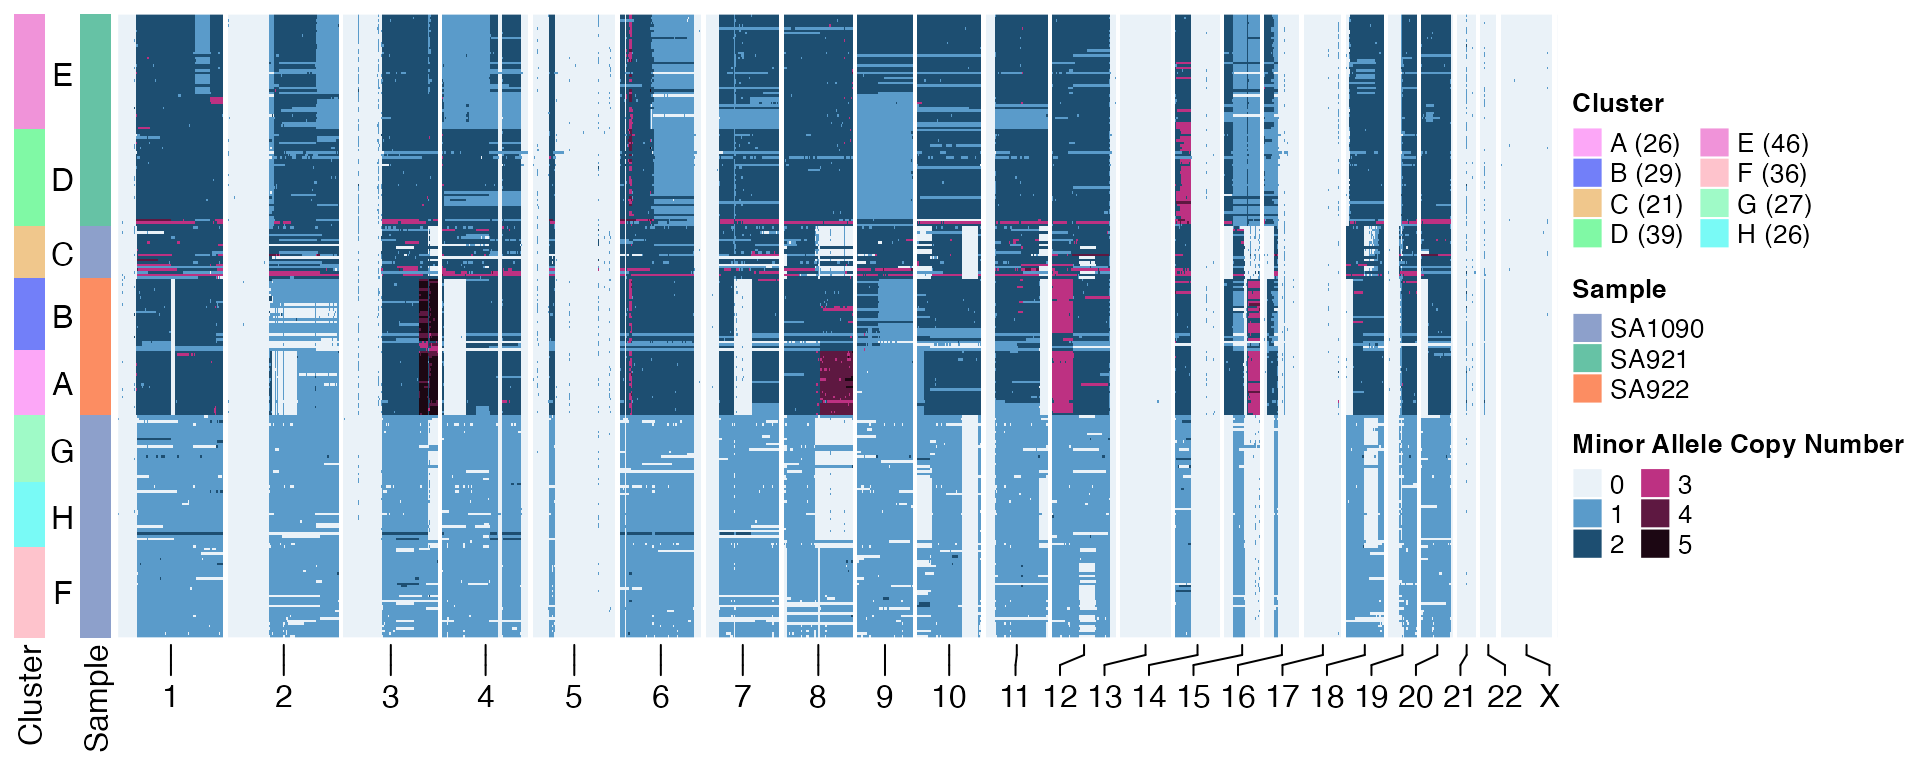 E
D
C
B
A
G
H
F
Cluster
Sample
1 2 3 4 5 6 7 8 9 10 11 12 13 14 15 16 17 18 19 20 21 22 X
Cluster
A (26) E (46)
B (29) F (36)
C (21) G (27)
D (39) H (26)
Sample
SA1090
SA921
SA922
Minor Allele Copy Number
0 3
1 4
2 5